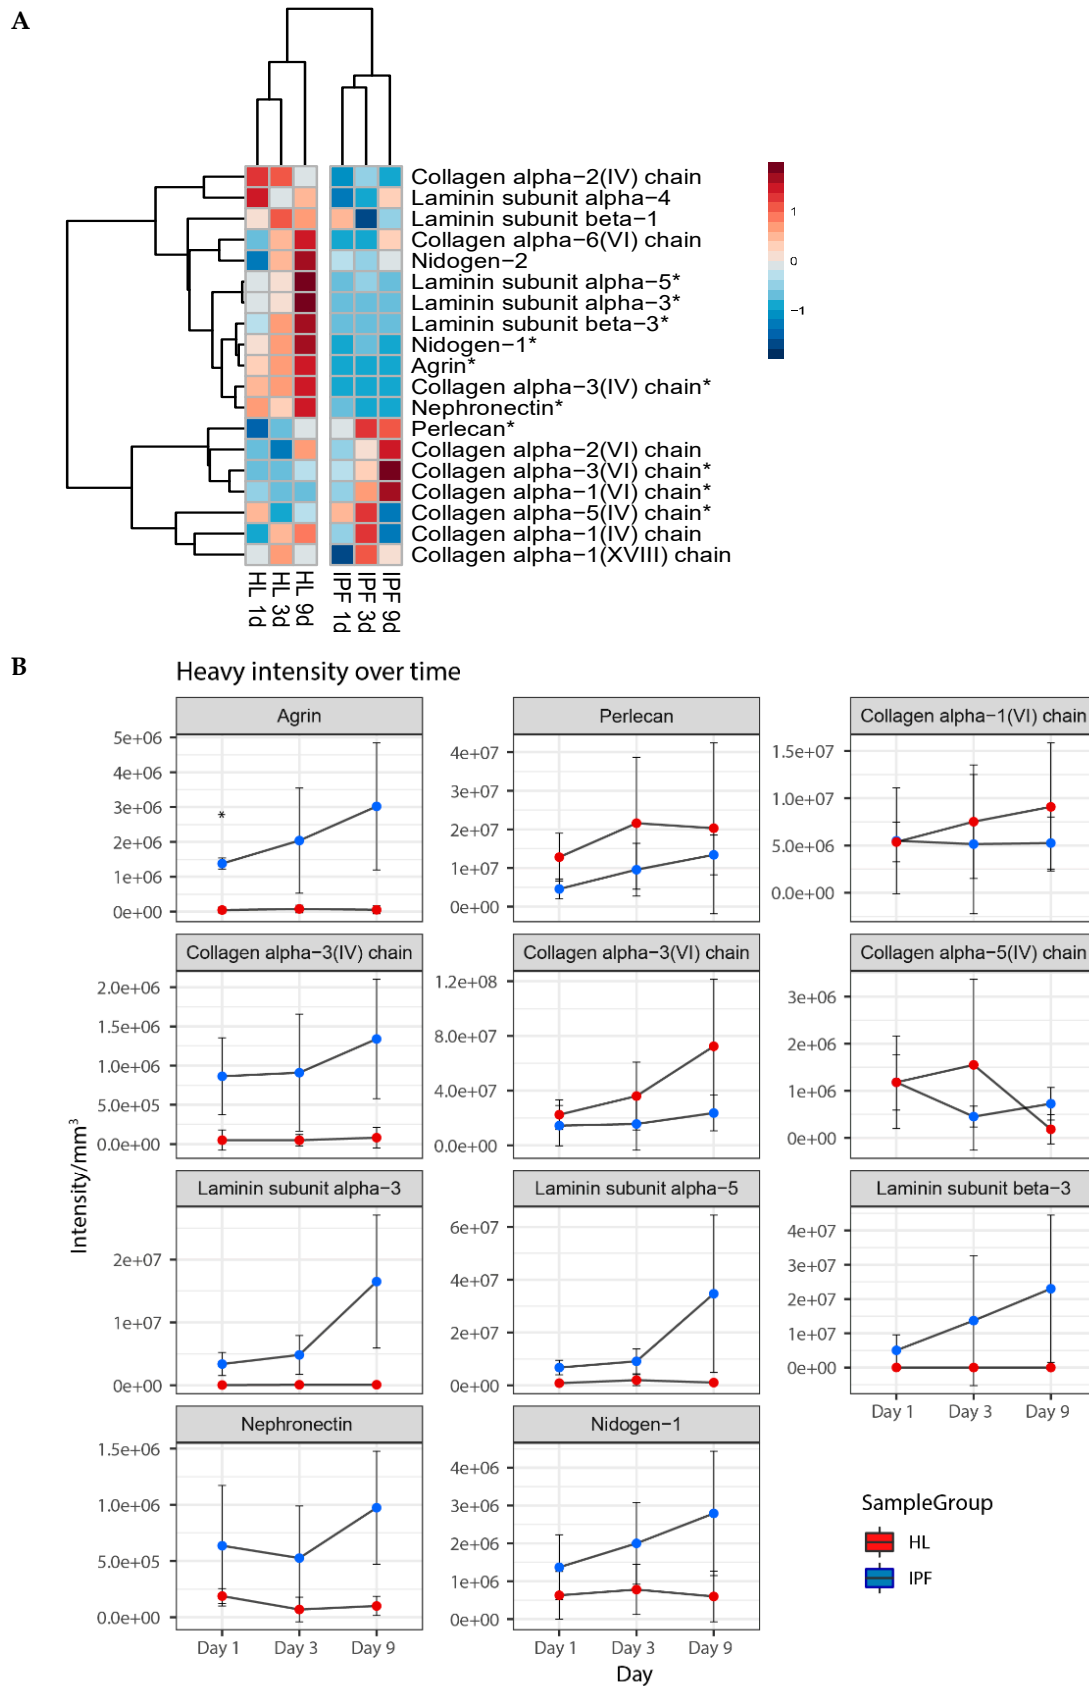 A
Collagen alpha−2(IV) chain
Laminin subunit alpha−4
Laminin subunit beta−1
Collagen alpha−6(VI) chain
Nidogen−2
Laminin subunit alpha−5*
Laminin subunit alpha−3*
Laminin subunit beta−3*
Nidogen−1*
Agrin*
Collagen alpha−3(IV) chain*
Nephronectin*
Perlecan*
Collagen alpha−2(VI) chain
Collagen alpha−3(VI) chain*
Collagen alpha−1(VI) chain*
Collagen alpha−5(IV) chain*
Collagen alpha−1(IV) chain
Collagen alpha−1(XVIII) chain
1
0
−1
HL 1d
HL 3d
HL 9d
IPF 1d
IPF 3d
IPF 9d
B
Heavy intensity over time
Agrin
5e+06
4e+06
3e+06
2e+06
1e+06
0e+00
*
Perlecan
4e+07
3e+07
2e+07
1e+07
0e+00
Collagen alpha−1(VI) chain
1.5e+07
1.0e+07
5.0e+06
0.0e+00
Collagen alpha−3(IV) chain
2.0e+06
1.5e+06
1.0e+06
5.0e+05
0.0e+00
Collagen alpha−3(VI) chain
1.2e+08
8.0e+07
4.0e+07
0.0e+00
Collagen alpha−5(IV) chain
3e+06
2e+06
1e+06
0e+00
Laminin subunit alpha−3
2e+07
1e+07
0e+00
Laminin subunit alpha−5
6e+07
4e+07
2e+07
0e+00
Laminin subunit beta−3
4e+07
3e+07
2e+07
1e+07
0e+00
Day 1
Day 3
Day 9
Nephronectin
1.5e+06
1.0e+06
5.0e+05
0.0e+00
Day 1
Day 3
Day 9
Nidogen−1
4e+06
3e+06
2e+06
1e+06
0e+00
Day 1
Day 3
Day 9
Intensity/mm³
Day
SampleGroup
HL
IPF